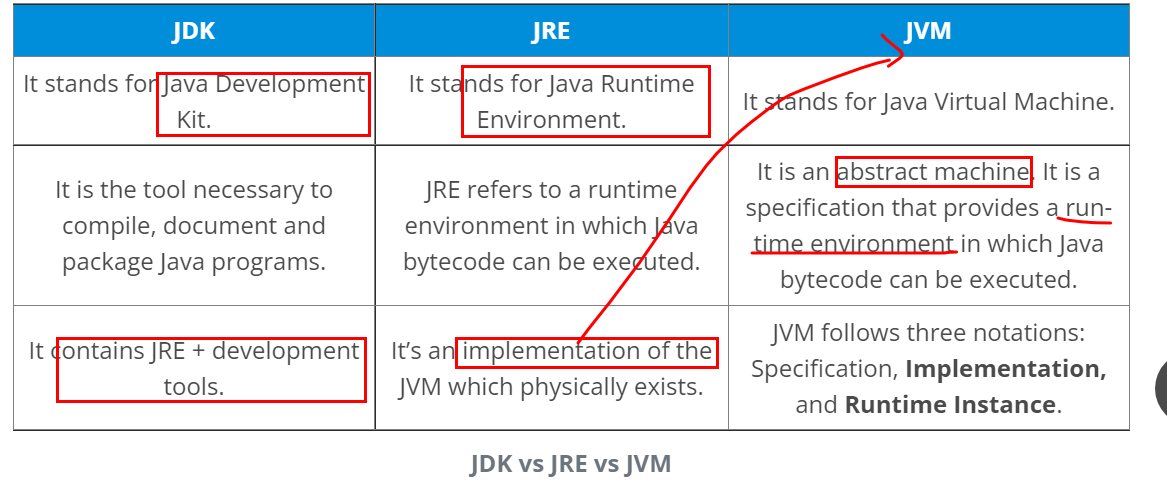 JDK
JRE
JVM
It stands for Java Development
Kit.
It stands for Java Runtime
Environment.
It stands for Java Virtual Machine.
It is the tool necessary to
compile, document and
package Java programs.
JRE refers to a runtime
environment in which Java
bytecode can be executed.
It is an abstract machine. It is a
specification that provides a run-
time environment in which Java
bytecode can be executed.
It contains JRE + development
tools.
It’s an implementation of the
JVM which physically exists.
JVM follows three notations:
Specification, Implementation,
and Runtime Instance.
JDK vs JRE vs JVM